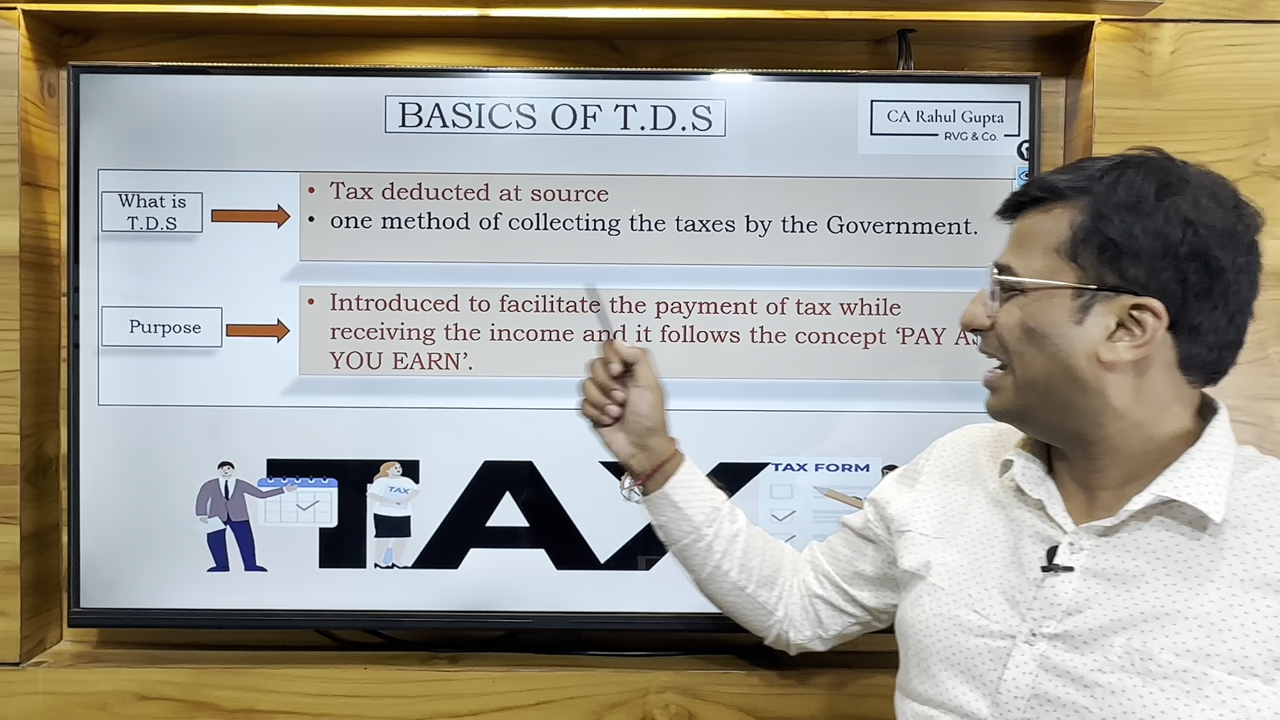 BASICS OF T.D.S
CA Rahul Gupta
RVG & Co.
What is
T.D.S
• Tax deducted at source
• one method of collecting the taxes by the Government.
Purpose
• Introduced to facilitate the payment of tax while
receiving the income and it follows the concept ‘PAY AS
YOU EARN’.
TAX
TAX
TAX FORM